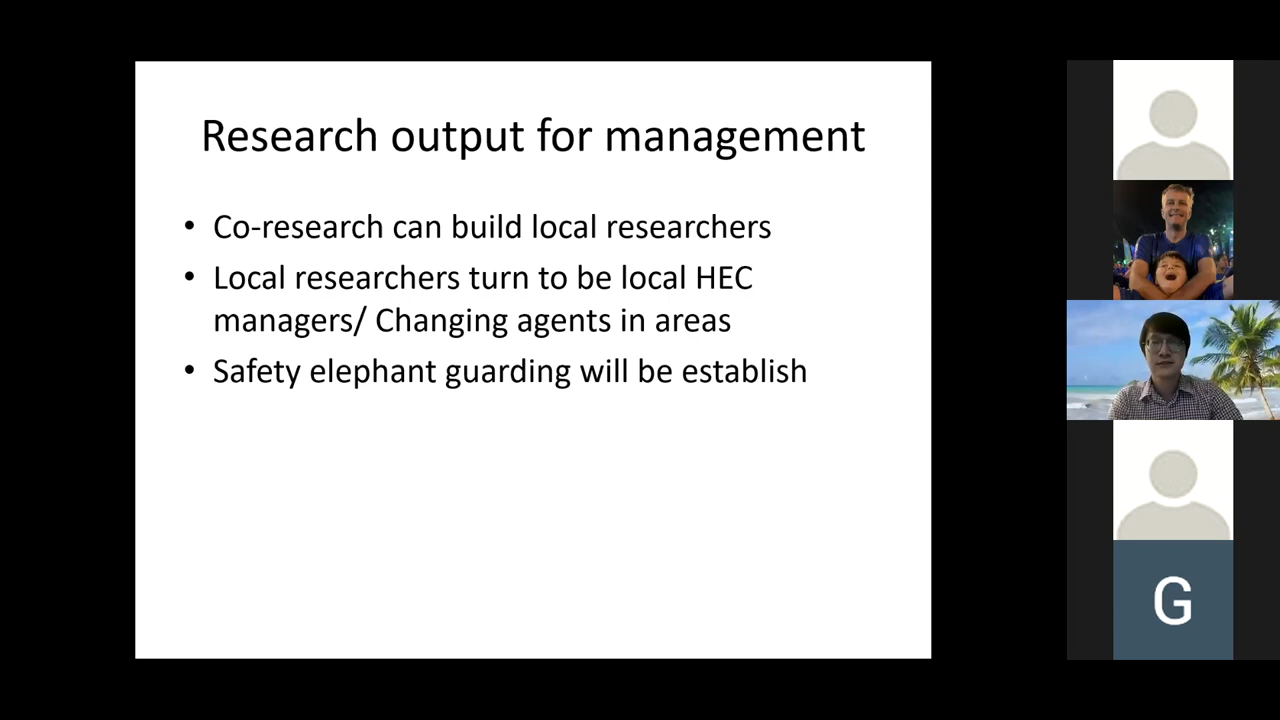 Research output for management
• Co-research can build local researchers
• Local researchers turn to be local HEC
managers/ Changing agents in areas
• Safety elephant guarding will be establish
G